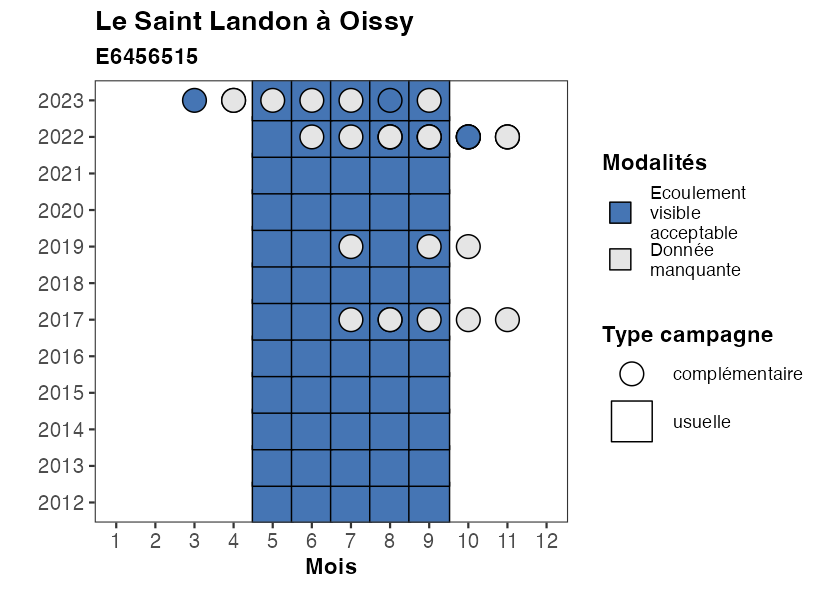 Le Saint Landon à Oissy
E6456515
2023
2022
2021
2020
2019
2018
2017
2016
2015
2014
2013
2012
1 2 3 4 5 6 7 8 9 10 11 12
Mois
Modalités
Ecoulement
visible
acceptable
Donnée
manquante
Type campagne
complémentaire
usuelle